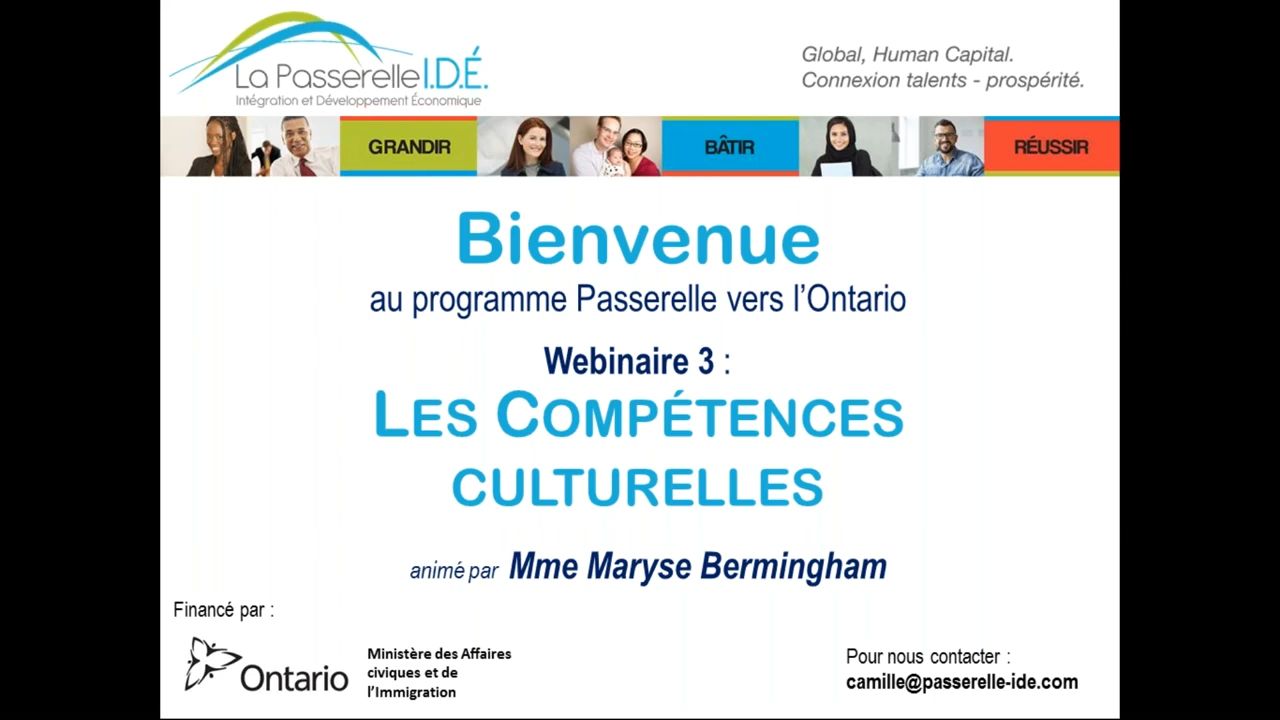 La Passerelle I.D.É.
Intégration et Développement Économique
Global, Human Capital.
Connexion talents - prospérité.
GRANDIR
BÂTIR
RÉUSSIR
Bienvenue
au programme Passerelle vers l'Ontario
Webinaire 3 :
LES COMPÉTENCES
CULTURELLES
animé par Mme Maryse Bermingham
Financé par :
Ontario
Ministère des Affaires
civiques et de
l'Immigration
Pour nous contacter :
camille@passerelle-ide.com